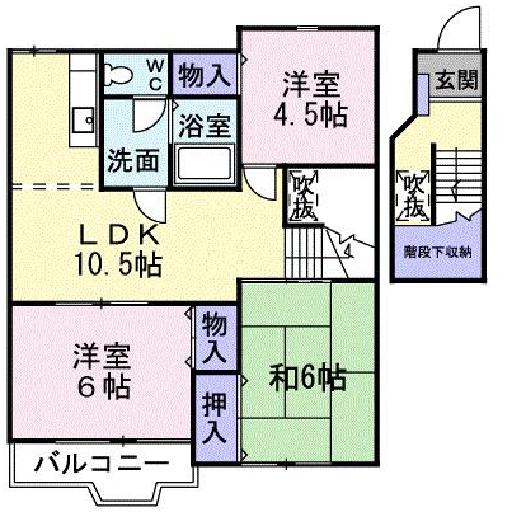 WC
物入
洋室
4.5帖
玄関
浴室
洗面
吹抜
吹抜
LDK
10.5帖
階段下収納
洋室
6帖
物入
和6帖
押入
バルコニー